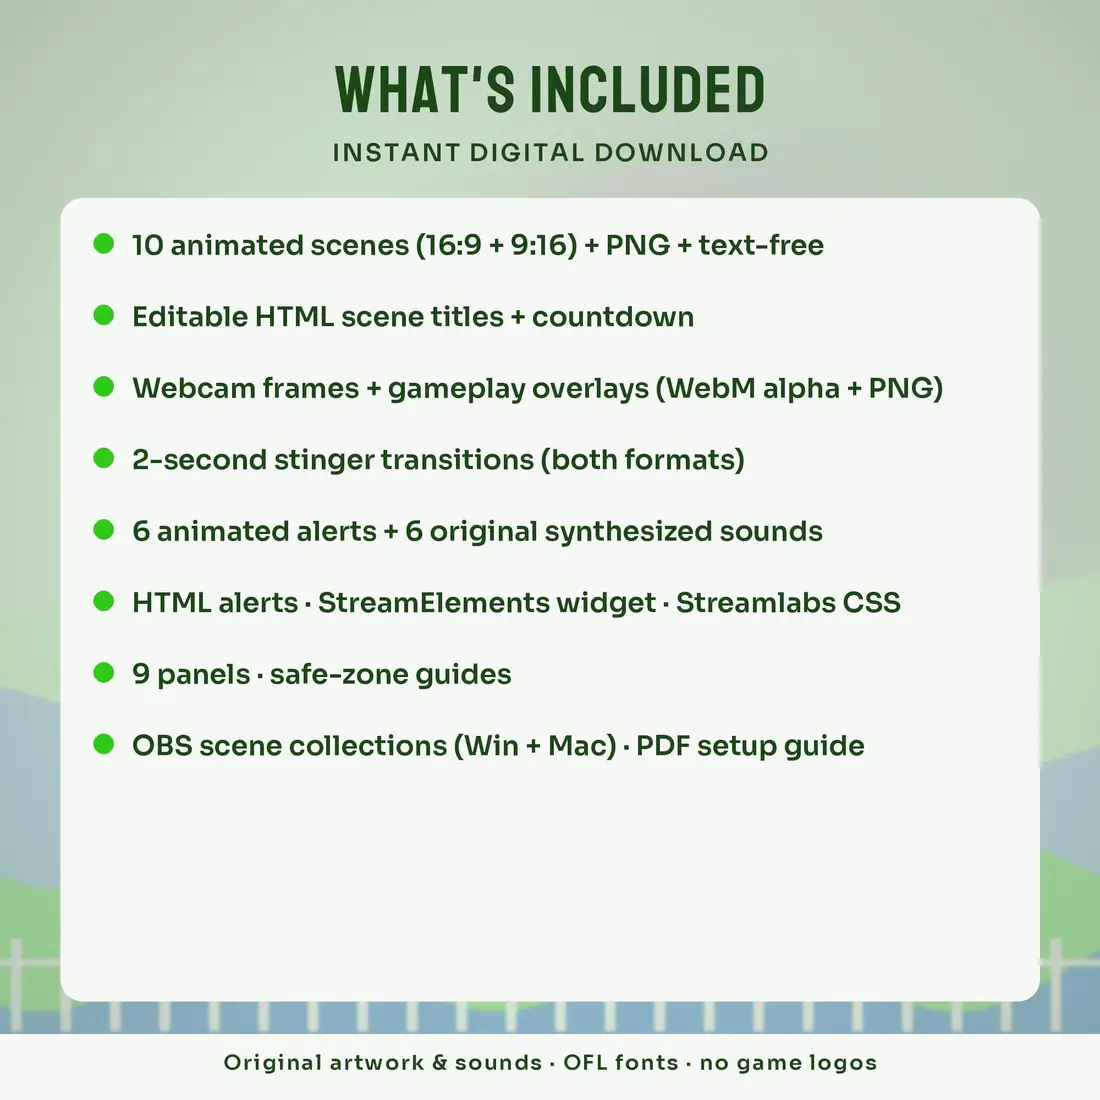 WHAT'S INCLUDED
INSTANT DIGITAL DOWNLOAD
10 animated scenes (16:9 + 9:16) + PNG + text-free
Editable HTML scene titles + countdown
Webcam frames + gameplay overlays (WebM alpha + PNG)
2-second stinger transitions (both formats)
6 animated alerts + 6 original synthesized sounds
HTML alerts · StreamElements widget · Streamlabs CSS
9 panels · safe-zone guides
OBS scene collections (Win + Mac) · PDF setup guide
Original artwork & sounds · OFL fonts · no game logos